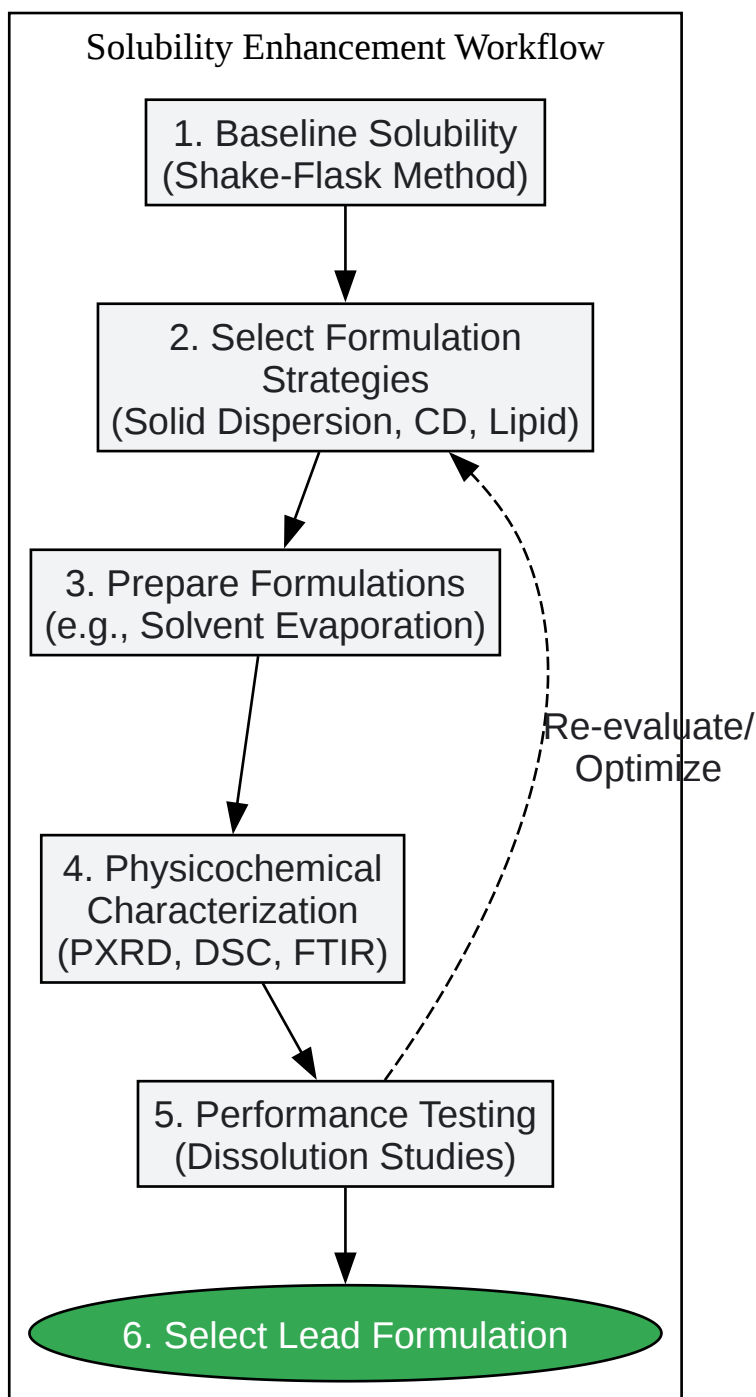 Solubility Enhancement Workflow
1. Baseline Solubility
(Shake-Flask Method)
2. Select Formulation
Strategies
(Solid Dispersion, CD, Lipid)
3. Prepare Formulations
(e.g., Solvent Evaporation)
Re-evaluate/
Optimize
4. Physicochemical
Characterization
(PXRD, DSC, FTIR)
5. Performance Testing
(Dissolution Studies)
6. Select Lead Formulation